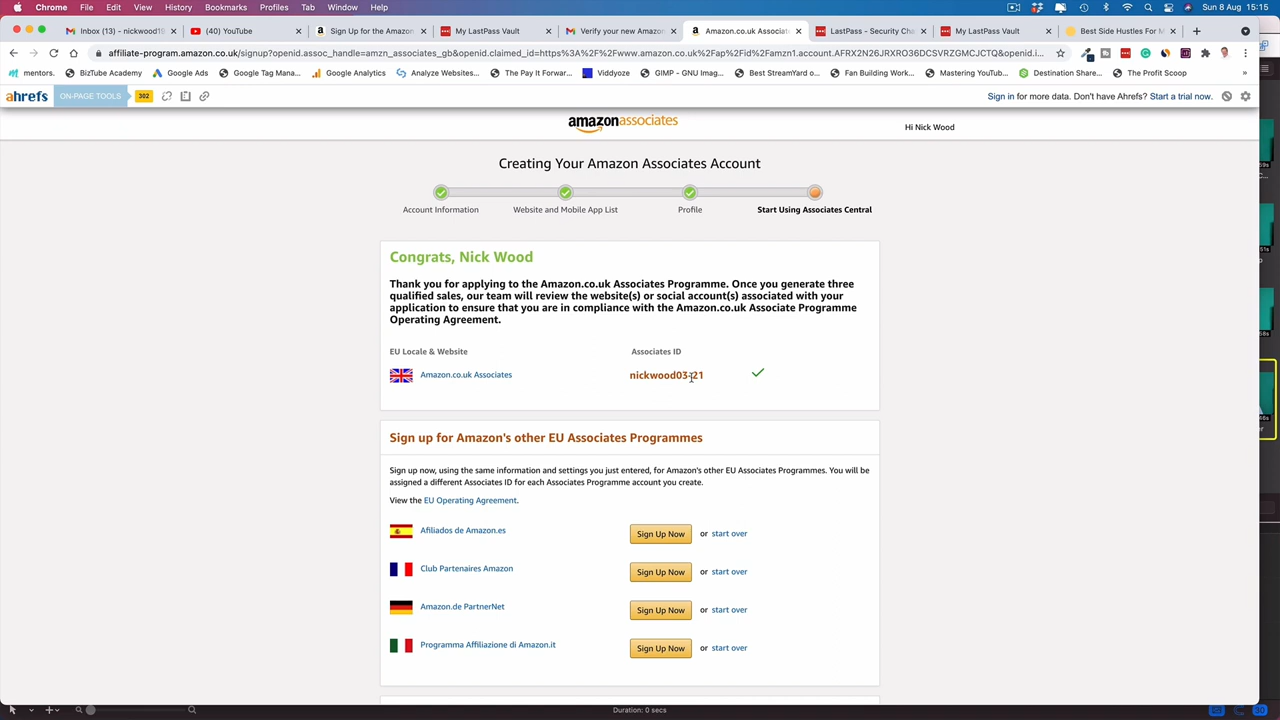 Chrome File Edit View History Bookmarks Profiles Tab Window Help Sun 8 Aug 15:15
Inbox (13) - nickwood1 (40) YouTube Sign Up for the Amazon My LastPass Vault Verify your new Amazon Amazon.co.uk Associates LastPass - Security Ch My LastPass Vault Best Side Hustles For M
affiliate-program.amazon.co.uk/signup?openid.assoc_handle=amzn_associates_gb&openid.claimed_id=https%3A%2F%2Fwww.amazon.co.uk%2Fap%2Fid%2Famzn1.account.AFRX2N26JRXRO36DCSVRZGMCJCTQ&openid.i...
mentors. BizTube Academy Google Ads Google Tag Mana... Google Analytics Analyze Websites... The Pay It Forwar... Viddyoze GIMP - GNU Imag... Best StreamYard o... Fan Building Work... Mastering YouTub... Destination Share... The Profit Scoop »
ahrefs ON-PAGE TOOLS 302 Sign in for more data. Don't have Ahrefs? Start a trial now.
amazonassociates
Hi Nick Wood
Creating Your Amazon Associates Account
Account Information Website and Mobile App List Profile Start Using Associates Central
Congrats, Nick Wood
Thank you for applying to the Amazon.co.uk Associates Programme. Once you generate three
qualified sales, our team will review the website(s) or social account(s) associated with your
application to ensure that you are in compliance with the Amazon.co.uk Associate Programme
Operating Agreement.
EU Locale & Website Associates ID
Amazon.co.uk Associates nickwood03-21
Sign up for Amazon's other EU Associates Programmes
Sign up now, using the same information and settings you just entered, for Amazon's other EU Associates Programmes. You will be
assigned a different Associates ID for each Associates Programme account you create.
View the EU Operating Agreement.
Afiliados de Amazon.es Sign Up Now or start over
Club Partenaires Amazon Sign Up Now or start over
Amazon.de PartnerNet Sign Up Now or start over
Programma Affiliazione di Amazon.it Sign Up Now or start over
Duration: 0 secs
30